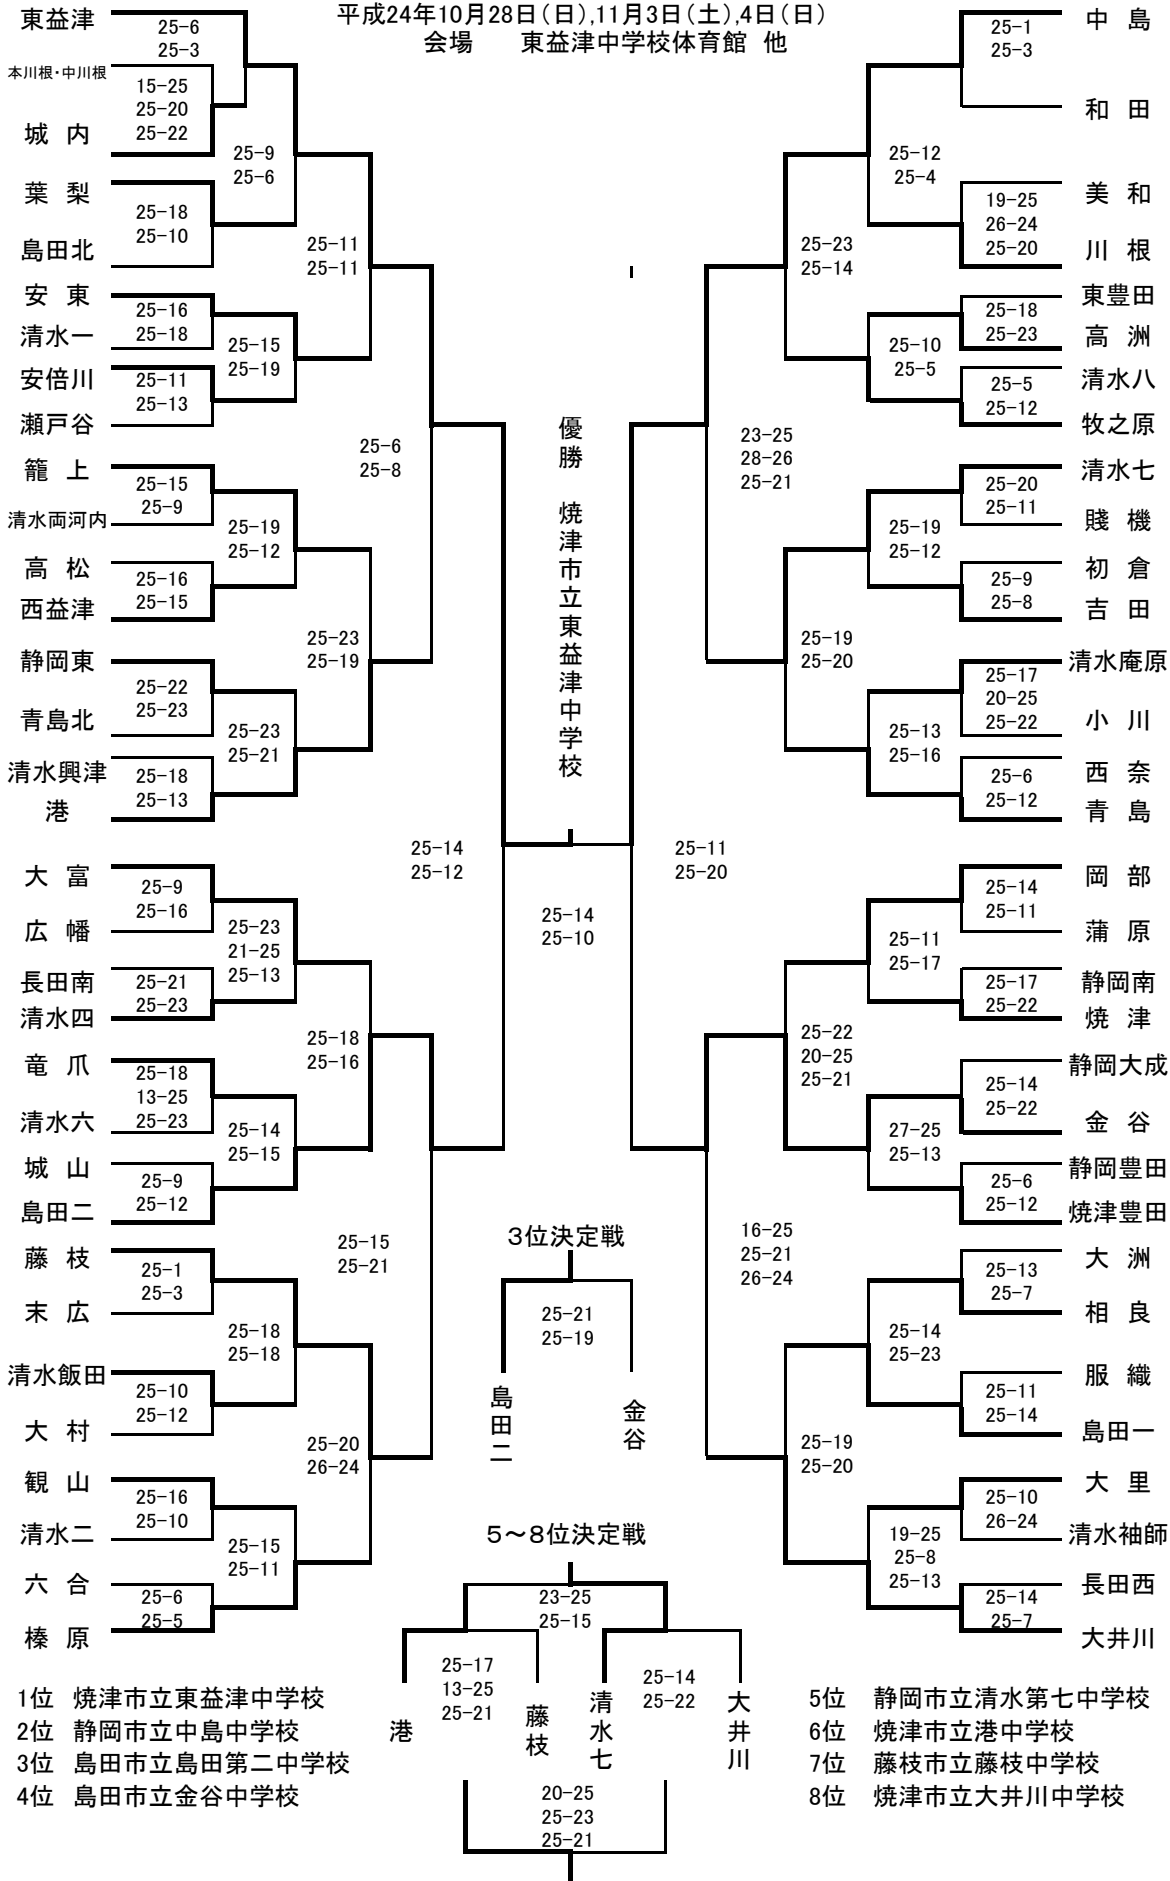 平成24年10月28日(日),11月3日(土),4日(日)
会場　　東益津中学校体育館 他
東益津
25-6
25-3
本川根・中川根
15-25
25-20
25-22
城 内
25-9
25-6
葉 梨
25-18
25-10
島田北
25-11
25-11
安 東
25-16
25-18
清水一
25-15
25-19
安倍川
25-11
25-13
瀬戸谷
25-6
25-8
籠 上
25-15
25-9
清水両河内
25-19
25-12
高 松
25-16
25-15
西益津
25-23
25-19
静岡東
25-22
25-23
青島北
25-23
25-21
清水興津
25-18
25-13
港
25-14
25-12
大 富
25-9
25-16
広 幡
25-23
21-25
25-13
長田南
25-21
25-23
清水四
25-18
25-16
竜 爪
25-18
13-25
25-23
清水六
25-14
25-15
城 山
25-9
25-12
島田二
25-15
25-21
藤 枝
25-1
25-3
末 広
25-18
25-18
清水飯田
25-10
25-12
大 村
25-20
26-24
観 山
25-16
25-10
清水二
25-15
25-11
六 合
25-6
25-5
榛 原
優勝　焼津市立東益津中学校
25-14
25-10
中 島
25-1
25-3
和 田
25-12
25-4
美 和
19-25
26-24
25-20
川 根
25-23
25-14
東豊田
25-18
25-23
高 洲
25-10
25-5
清水八
25-5
25-12
牧之原
23-25
28-26
25-21
清水七
25-20
25-11
賤 機
25-19
25-12
初 倉
25-9
25-8
吉 田
25-19
25-20
清水庵原
25-17
20-25
25-22
小 川
25-13
25-16
西 奈
25-6
25-12
青 島
25-11
25-20
岡 部
25-14
25-11
蒲 原
25-11
25-17
静岡南
25-17
25-22
焼 津
25-22
20-25
25-21
静岡大成
25-14
25-22
金 谷
27-25
25-13
静岡豊田
25-6
25-12
焼津豊田
16-25
25-21
26-24
大 洲
25-13
25-7
相 良
25-14
25-23
服 織
25-11
25-14
島田一
25-19
25-20
大 里
25-10
26-24
清水袖師
19-25
25-8
25-13
長田西
25-14
25-7
大井川
3位決定戦
25-21
25-19
島田二
金谷
5～8位決定戦
23-25
25-15
25-17
13-25
25-21
25-14
25-22
港
藤枝
清水七
大井川
20-25
25-23
25-21
1位　焼津市立東益津中学校
2位　静岡市立中島中学校
3位　島田市立島田第二中学校
4位　島田市立金谷中学校
5位　静岡市立清水第七中学校
6位　焼津市立港中学校
7位　藤枝市立藤枝中学校
8位　焼津市立大井川中学校